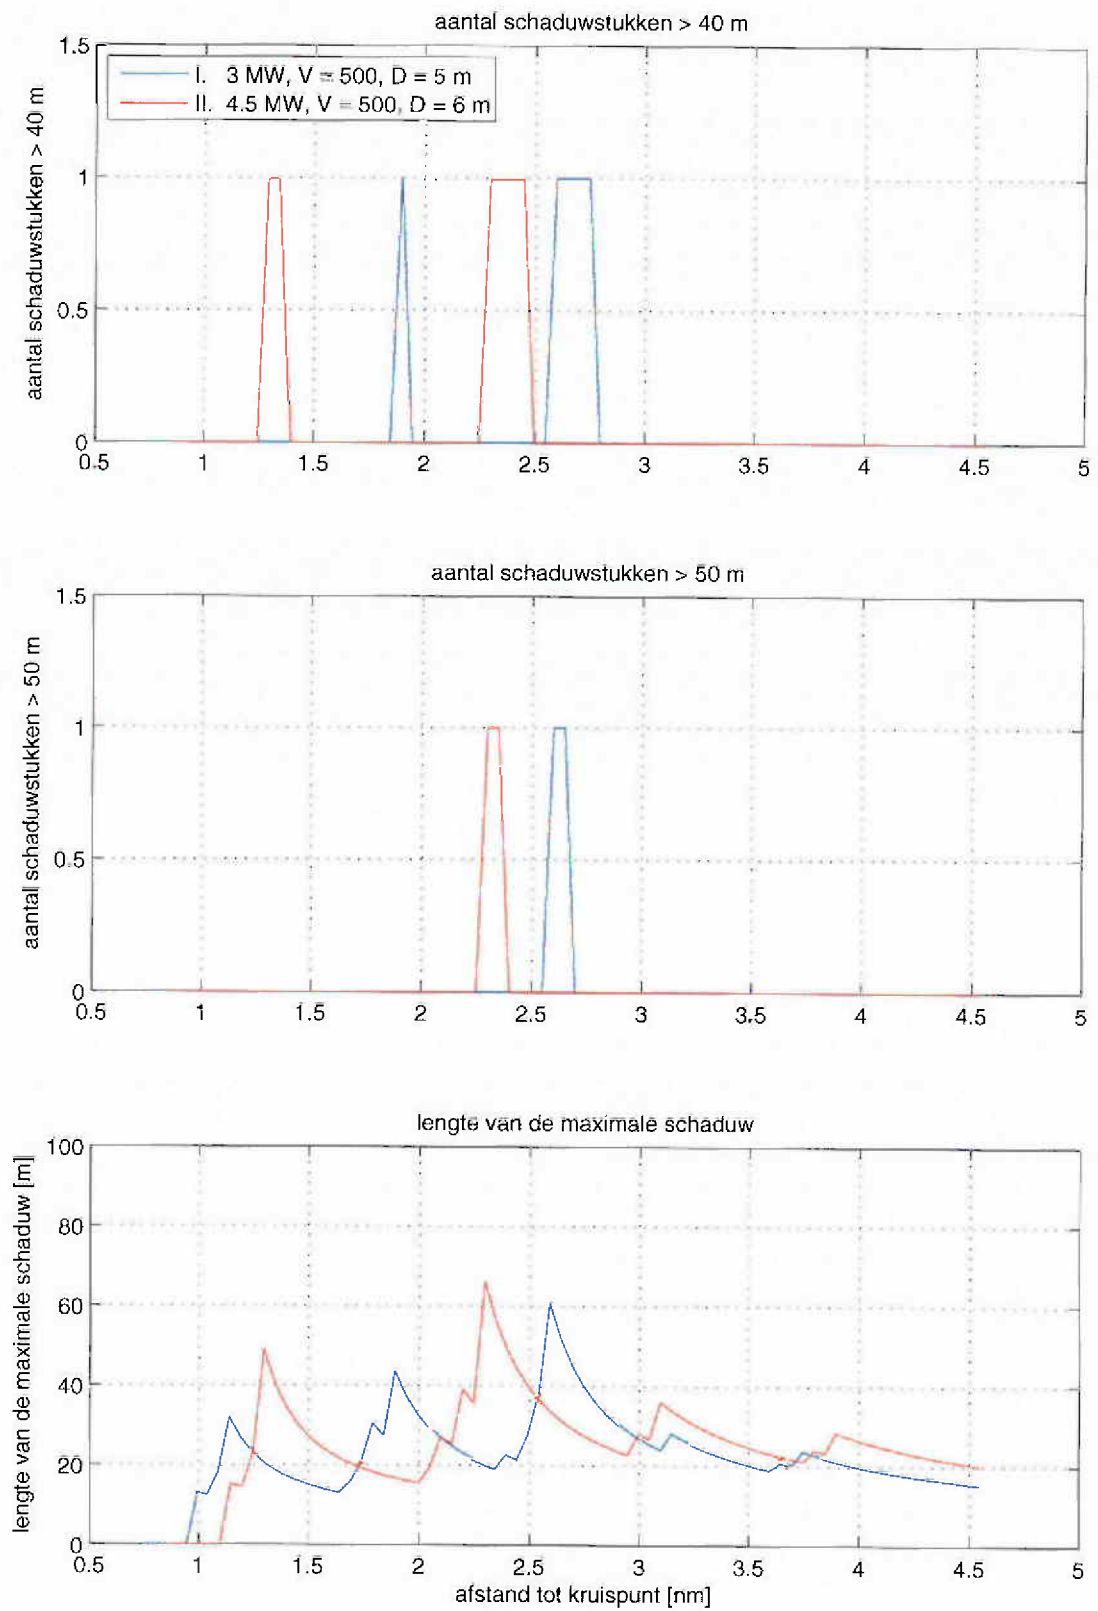 aantal schaduwstukken > 40 m
1.5
I. 3 MW, V = 500, D = 5 m
II. 4.5 MW, V = 500, D = 6 m
aantal schaduwstukken > 40 m
1
0.5
0
0.5 1 1.5 2 2.5 3 3.5 4 4.5 5
aantal schaduwstukken > 50 m
1.5
aantal schaduwstukken > 50 m
1
0.5
0
0.5 1 1.5 2 2.5 3 3.5 4 4.5 5
lengte van de maximale schaduw
100
lengte van de maximale schaduw [m]
80
60
40
20
0
0.5 1 1.5 2 2.5 3 3.5 4 4.5 5
afstand tot kruispunt [nm]